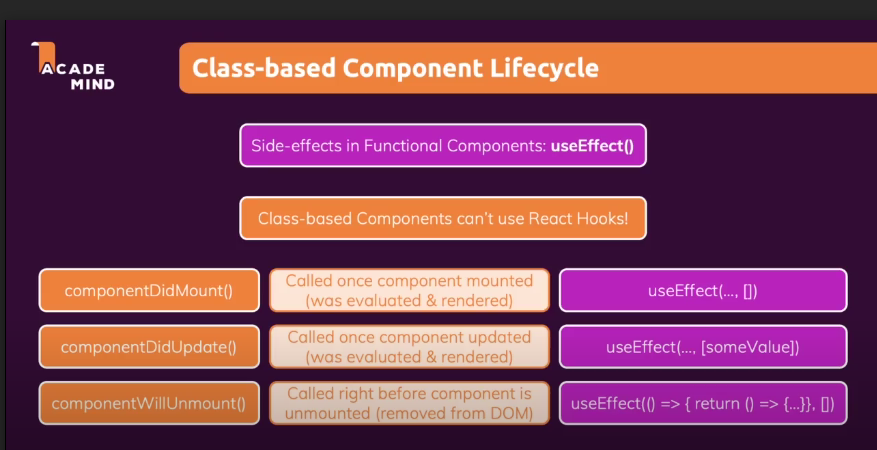 ACADE
MIND
Class-based Component Lifecycle
Side-effects in Functional Components: useEffect()
Class-based Components can't use React Hooks!
componentDidMount()
Called once component mounted
(was evaluated & rendered)
useEffect(..., [])
componentDidUpdate()
Called once component updated
(was evaluated & rendered)
useEffect(..., [someValue])
componentWillUnmount()
Called right before component is
unmounted (removed from DOM)
useEffect(() => { return () => {...}}, [])